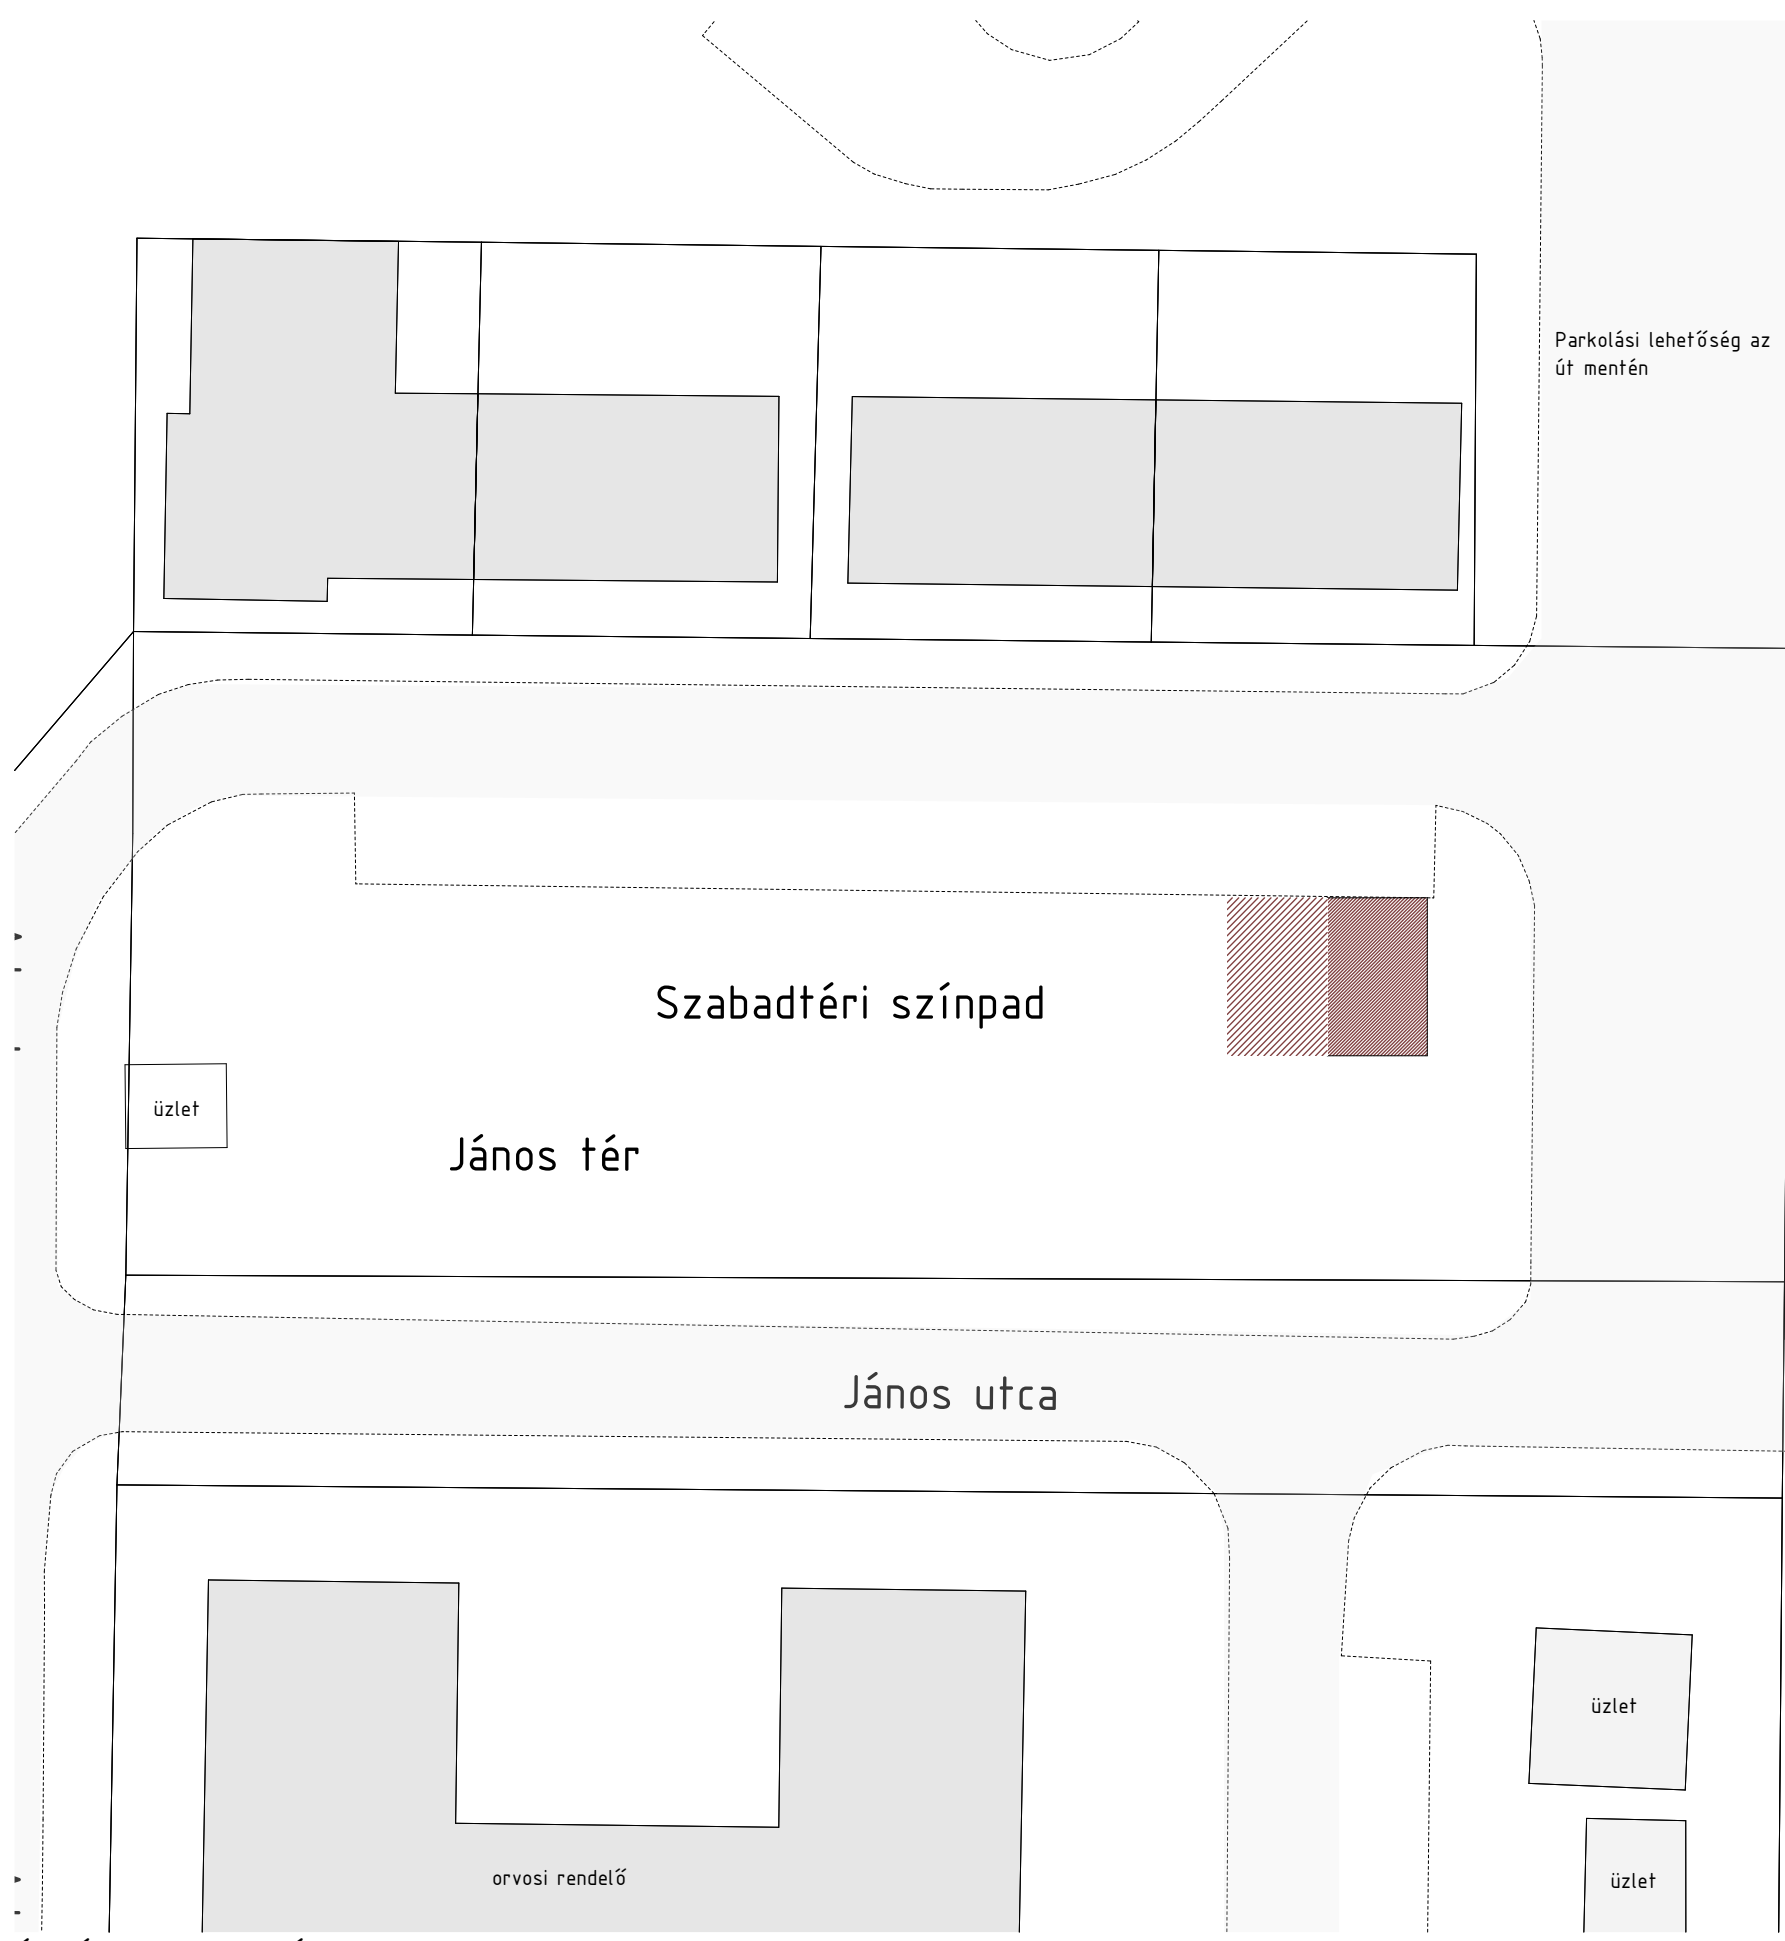 Parkolási lehetőség az
út mentén
Szabadtéri színpad
üzlet
János tér
János utca
üzlet
orvosi rendelő
üzlet